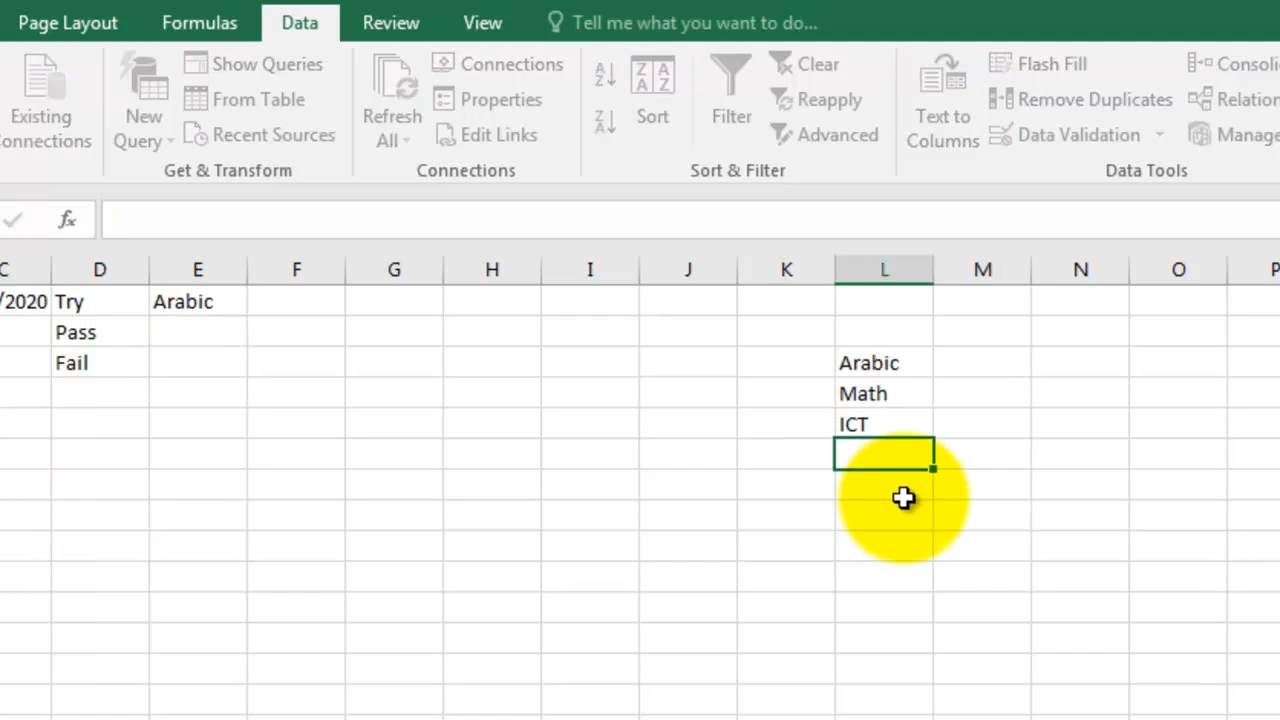 Page Layout Formulas Data Review View Tell me what you want to do...
Show Queries Connections Clear Flash Fill
From Table Properties Reapply Remove Duplicates
Recent Sources Edit Links Advanced Data Validation
Existing New Refresh Sort Filter Text to
Query All Columns Manage
Get & Transform Connections Sort & Filter Data Tools
fx
C D E F G H I J K L M N O P
/2020 Try Arabic
Pass
Fail Arabic
Math
ICT